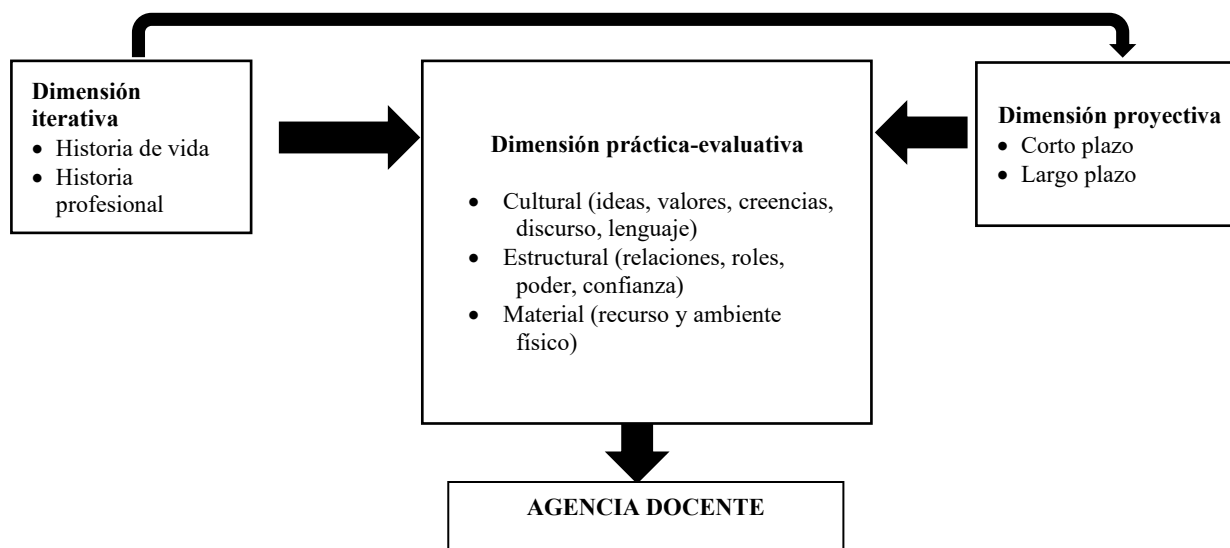 Dimensión
iterativa
• Historia de vida
• Historia
profesional
Dimensión práctica-evaluativa
• Cultural (ideas, valores, creencias,
discurso, lenguaje)
• Estructural (relaciones, roles,
poder, confianza)
• Material (recurso y ambiente
físico)
Dimensión proyectiva
• Corto plazo
• Largo plazo
AGENCIA DOCENTE